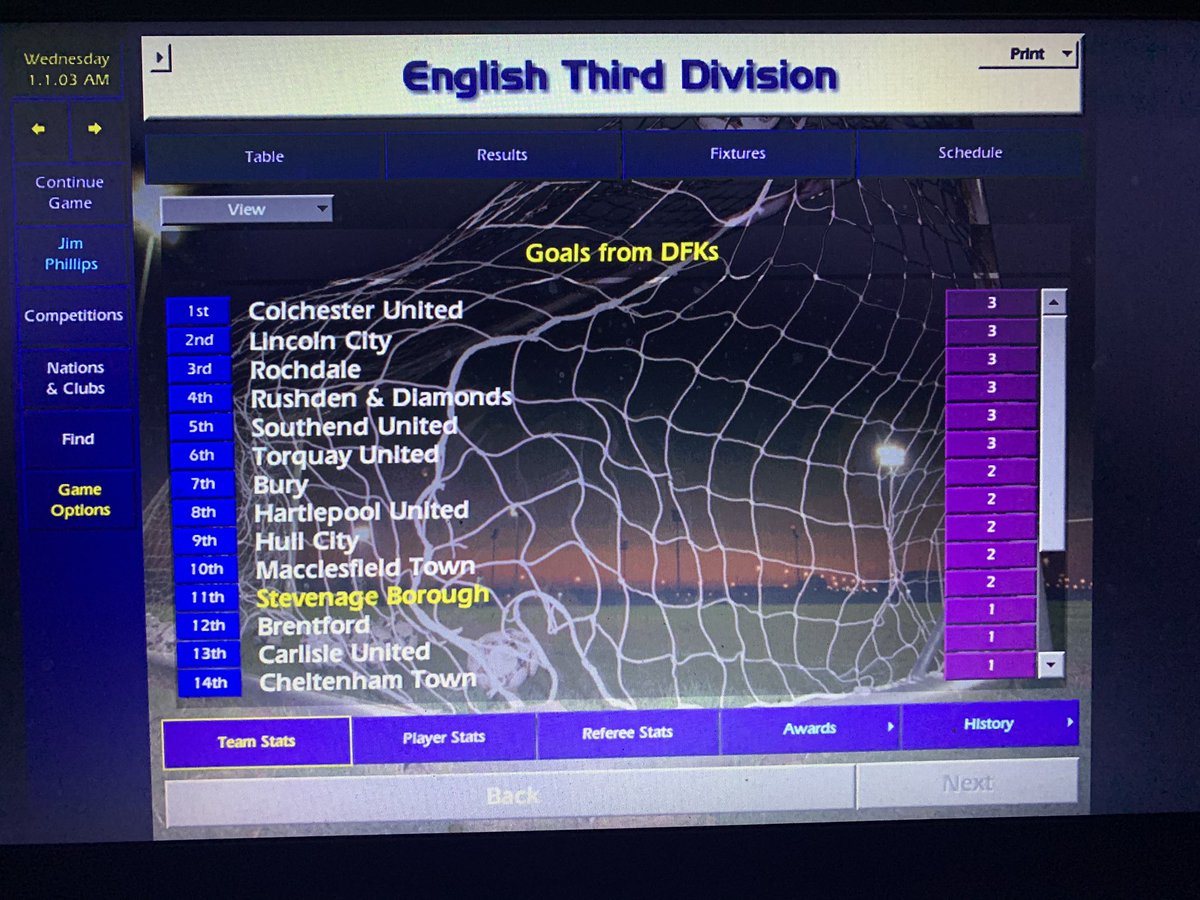 Wednesday
1.1.03 AM
English Third Division
Print
Table
Results
Fixtures
Schedule
Continue
Game
View
Jim
Phillips
Goals from DFKs
Competitions
Nations
& Clubs
Find
Game
Options
1st Colchester United 3
2nd Lincoln City 3
3rd Rochdale 3
4th Rushden & Diamonds 3
5th Southend United 3
6th Torquay United 3
7th Bury 2
8th Hartlepool United 2
9th Hull City 2
10th Macclesfield Town 2
11th Stevenage Borough 2
12th Brentford 1
13th Carlisle United 1
14th Cheltenham Town 1
Team Stats
Player Stats
Referee Stats
Awards
History
Back
Next